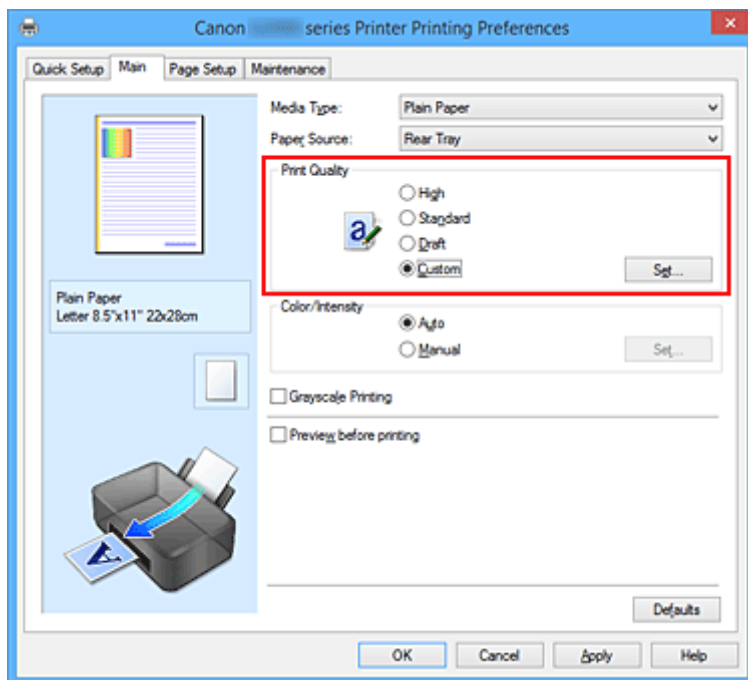 Canon series Printer Printing Preferences
Quick Setup Main Page Setup Maintenance
Media Type: Plain Paper
Paper Source: Rear Tray
Print Quality
High
Standard
a
Draft
Custom Set...
Plain Paper
Letter 8.5"x11" 22x28cm
Color/Intensity
Auto
Manual Set...
Grayscale Printing
Preview before printing
A
Defaults
OK Cancel Apply Help